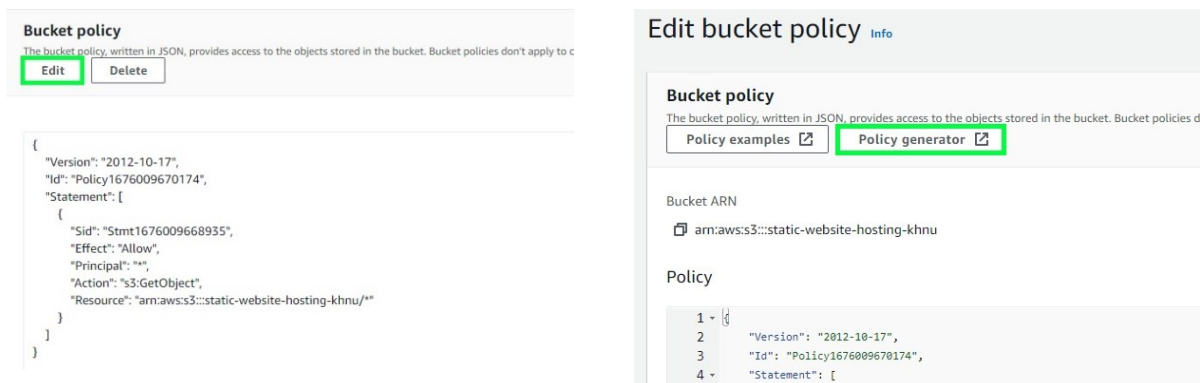 Bucket policy
The bucket policy, written in JSON, provides access to the objects stored in the bucket. Bucket policies don't apply to
Edit
Delete
{
"Version": "2012-10-17",
"Id": "Policy1676009670174",
"Statement": [
{
"Sid": "Stmt1676009668935",
"Effect": "Allow",
"Principal": "*",
"Action": "s3:GetObject",
"Resource": "arn:aws:s3:::static-website-hosting-khnu/*"
}
]
}
Edit bucket policy Info
Bucket policy
The bucket policy, written in JSON, provides access to the objects stored in the bucket. Bucket policies
Policy examples
Policy generator
Bucket ARN
arn:aws:s3:::static-website-hosting-khnu
Policy
1 {
2 "Version": "2012-10-17",
3 "Id": "Policy1676009670174",
4 "Statement": [